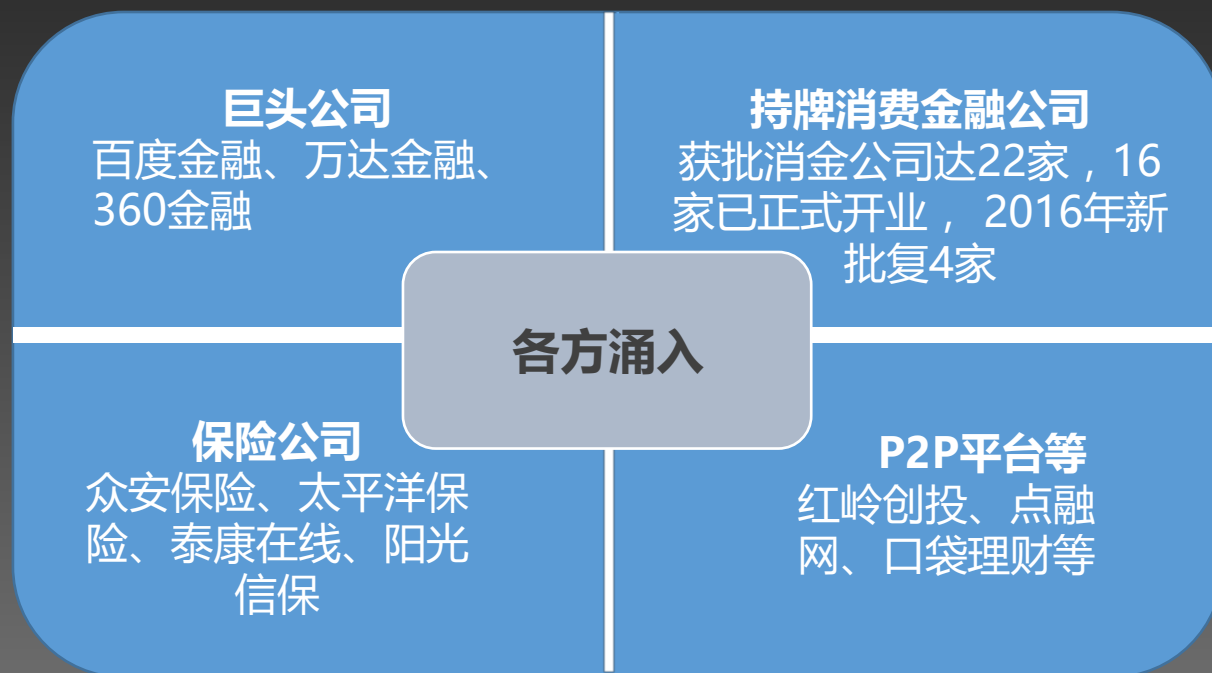 巨头公司
百度金融、万达金融、
360金融
持牌消费金融公司
获批消金公司达22家，16
家已正式开业， 2016年新
批复4家
各方涌入
保险公司
众安保险、太平洋保
险、泰康在线、阳光
信保
P2P平台等
红岭创投、点融
网、口袋理财等